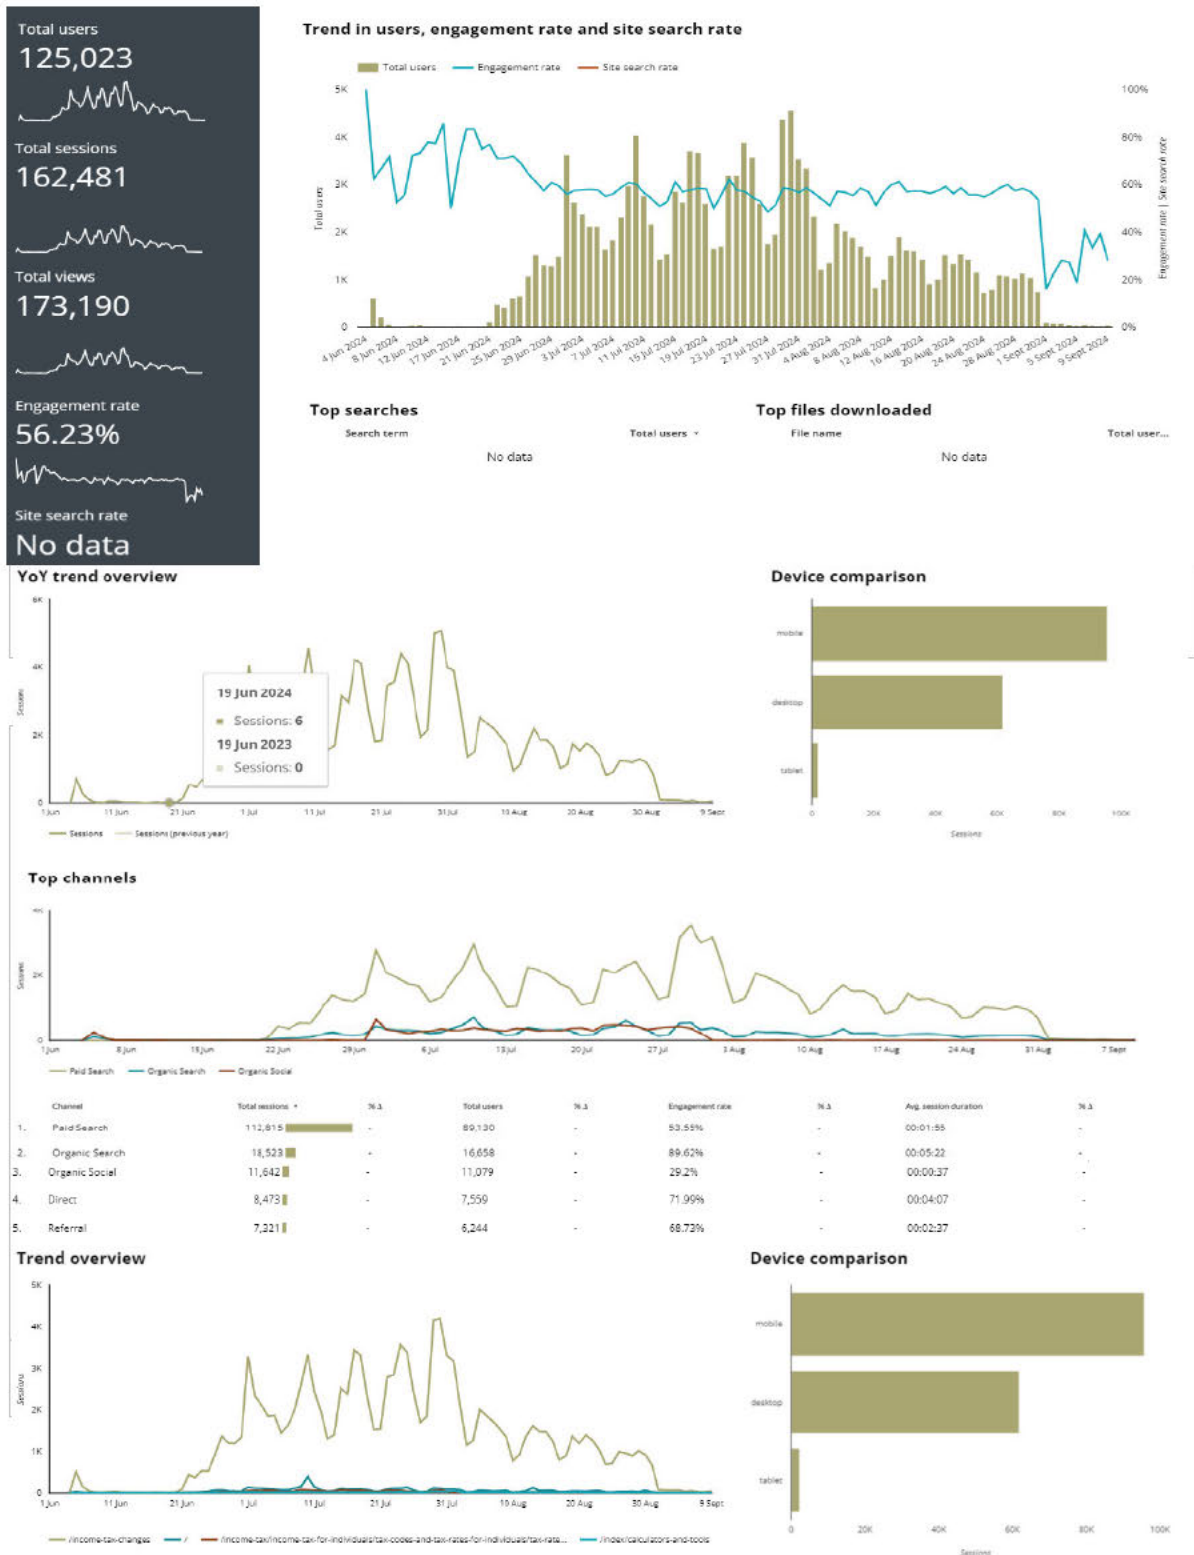 Total users
125,023
Total sessions
162,481
Total views
173,190
Engagement rate
56.23%
Site search rate
No data
Trend in users, engagement rate and site search rate
Total users Engagement rate Site search rate
5K 100%
4K 80%
3K 60%
2K 40%
1K 20%
0 0%
Total users
Engagement rate | Site search rate
4 Jun 2024 8 Jun 2024 12 Jun 2024 17 Jun 2024 21 Jun 2024 25 Jun 2024 29 Jun 2024 3 Jul 2024 7 Jul 2024 11 Jul 2024 15 Jul 2024 19 Jul 2024 23 Jul 2024 27 Jul 2024 31 Jul 2024 4 Aug 2024 8 Aug 2024 12 Aug 2024 16 Aug 2024 20 Aug 2024 24 Aug 2024 28 Aug 2024 1 Sept 2024 5 Sept 2024 9 Sept 2024
Top searches
Search term Total users
No data
Top files downloaded
File name Total user...
No data
YoY trend overview
6K
4K
2K
0
Sessions
19 Jun 2024
Sessions: 6
19 Jun 2023
Sessions: 0
1 Jun 11 Jun 21 Jun 1 Jul 11 Jul 21 Jul 31 Jul 10 Aug 20 Aug 30 Aug 9 Sept
Sessions Sessions (previous year)
Device comparison
mobile
desktop
tablet
0 20K 40K 60K 80K 100K
Sessions
Top channels
4K
2K
0
Sessions
1 Jun 8 Jun 15 Jun 22 Jun 29 Jun 6 Jul 13 Jul 20 Jul 27 Jul 3 Aug 10 Aug 17 Aug 24 Aug 31 Aug 7 Sept
Paid Search Organic Search Organic Social
Channel Total sessions % Δ Total users % Δ Engagement rate % Δ Avg. session duration % Δ
1. Paid Search 112,815 - 89,130 - 53.55% - 00:01:55 -
2. Organic Search 18,523 - 16,658 - 89.62% - 00:05:22 -
3. Organic Social 11,642 - 11,079 - 29.2% - 00:00:37 -
4. Direct 8,473 - 7,559 - 71.99% - 00:04:07 -
5. Referral 7,321 - 6,244 - 68.73% - 00:02:37 -
Trend overview
5K
4K
3K
2K
1K
0
Sessions
1 Jun 11 Jun 21 Jun 1 Jul 11 Jul 21 Jul 31 Jul 10 Aug 20 Aug 30 Aug 9 Sept
/income-tax-changes / /income-tax/income-tax-for-individuals/tax-codes-and-tax-rates/for-individuals/tax-rate... /index/calculators-and-tools
Device comparison
mobile
desktop
tablet
0 20K 40K 60K 80K 100K
Sessions